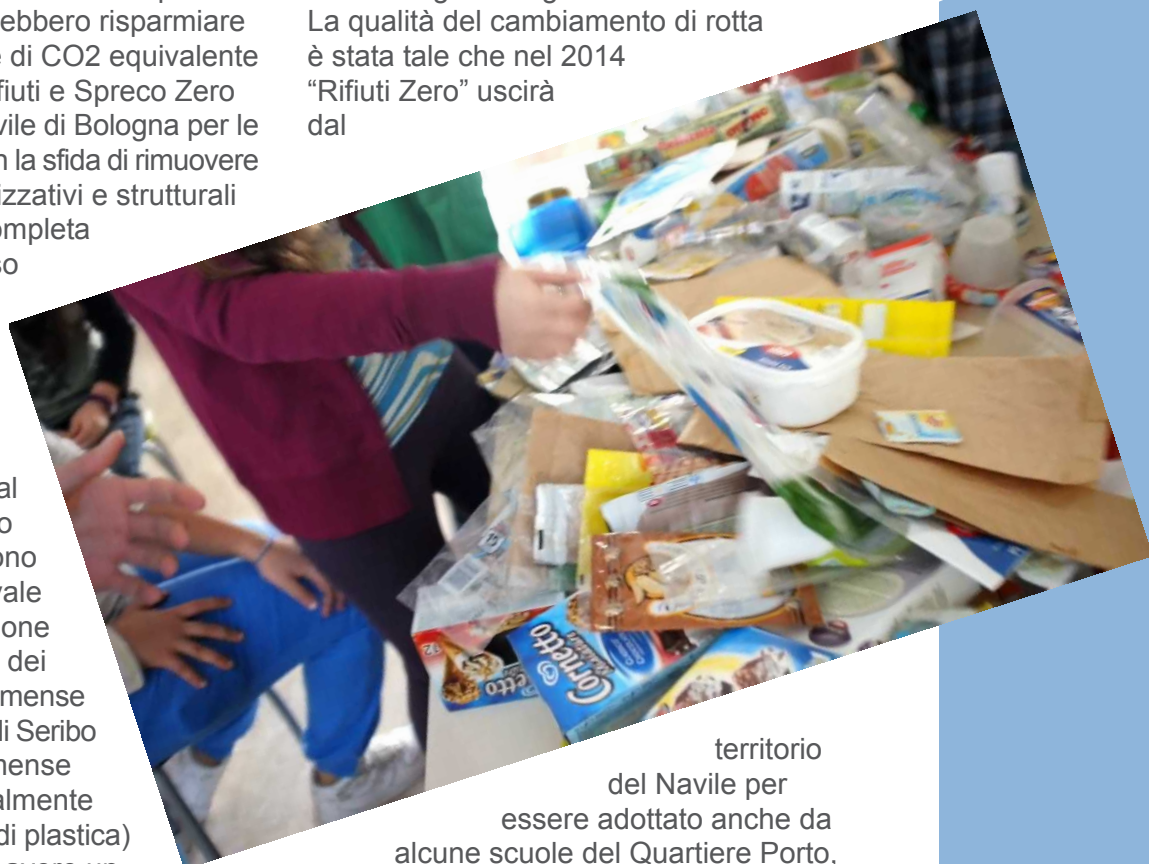 ebbero risparmiare
e di CO2 equivalente
fiuti e Spreco Zero
vile di Bologna per le
n la sfida di rimuovere
izzativi e strutturali
ompleta
so
al
o
ono
vale
one
dei
mense
di Seribo
mense
almente
di plastica)
La qualità del cambiamento di rotta
è stata tale che nel 2014
“Rifiuti Zero” uscirà
dal
etto
Cornetto
territorio
del Navile per
essere adottato anche da
alcune scuole del Quartiere Porto,